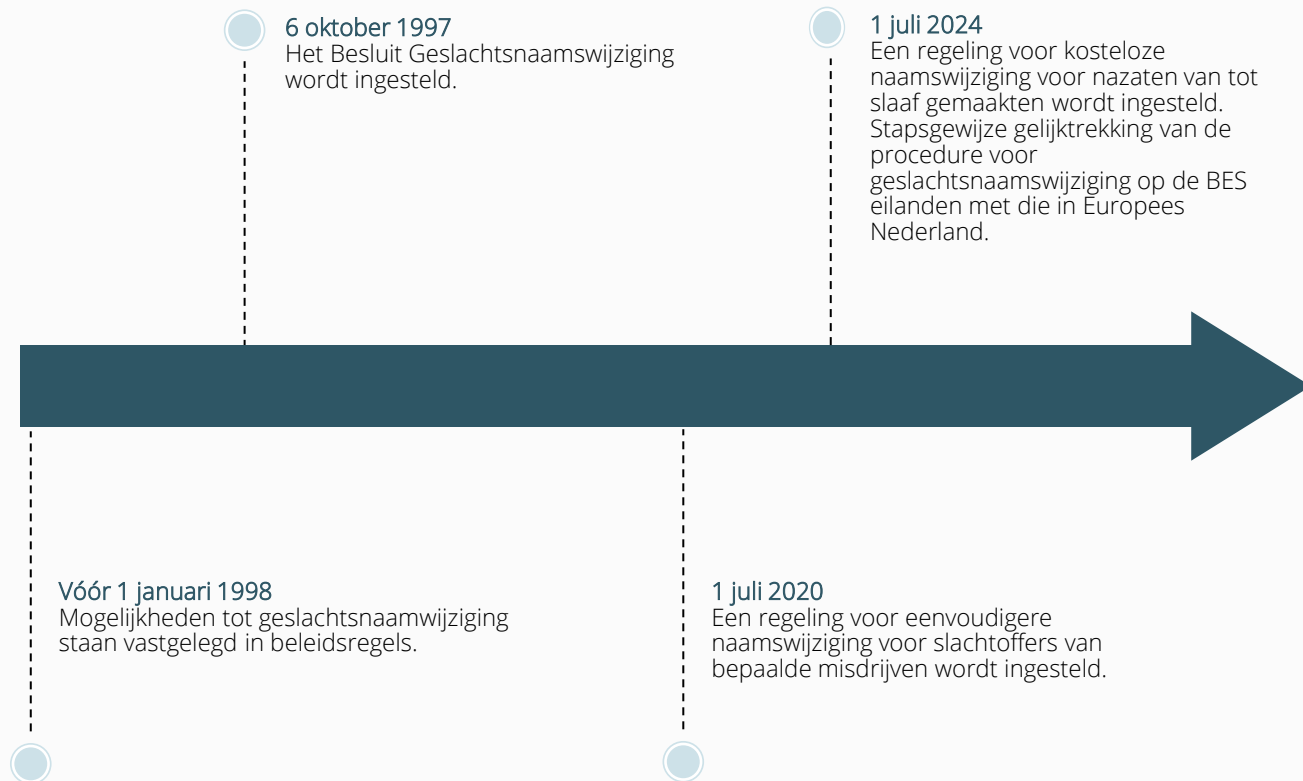 6 oktober 1997
Het Besluit Geslachtsnaamswijziging
wordt ingesteld.
1 juli 2024
Een regeling voor kosteloze
naamswijziging voor nazaten van tot
slaaf gemaakten wordt ingesteld.
Stapsgewijze gelijktrekking van de
procedure voor
geslachtsnaamswijziging op de BES
eilanden met die in Europees
Nederland.
Vóór 1 januari 1998
Mogelijkheden tot geslachtsnaamwijziging
staan vastgelegd in beleidsregels.
1 juli 2020
Een regeling voor eenvoudigere
naamswijziging voor slachtoffers van
bepaalde misdrijven wordt ingesteld.